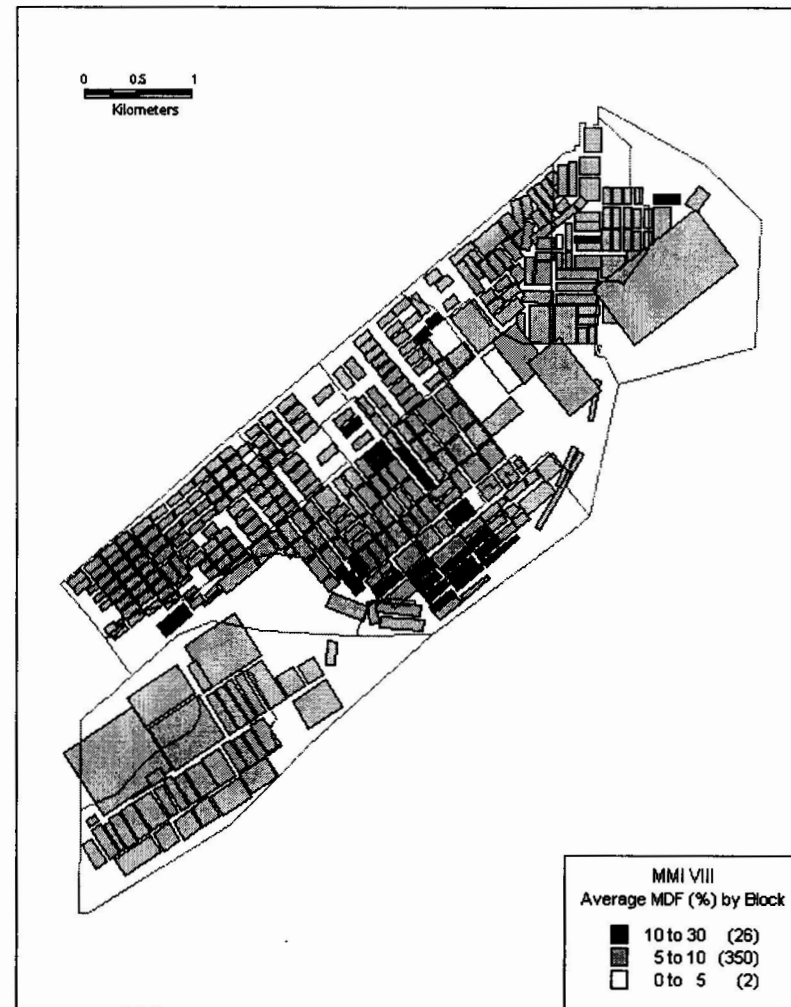 0 0.5 1
Kilometers
MMI VIII
Average MDF (%) by Block
10 to 30 (26)
5 to 10 (350)
0 to 5 (2)